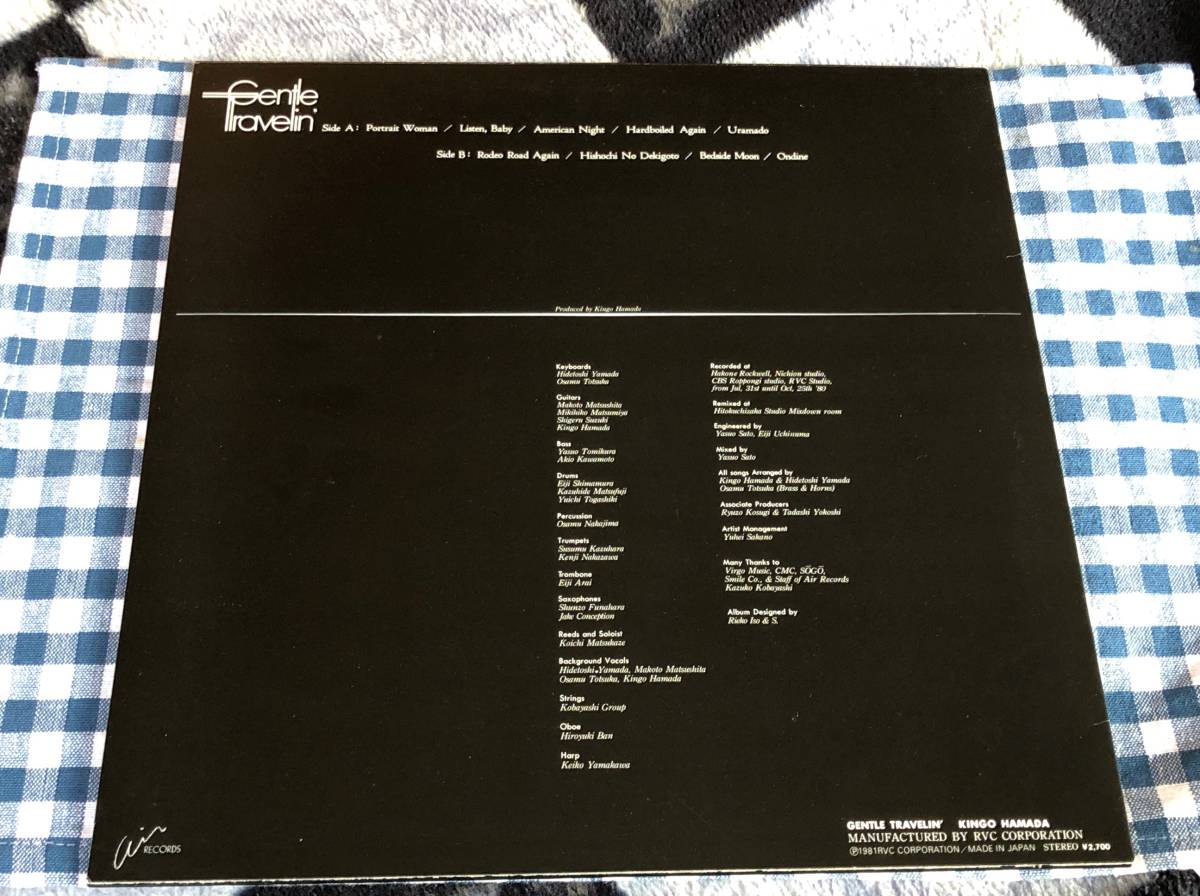 Gentle
Travelin'
Side A: Portrait Woman / Listen, Baby / American Night / Hardboiled Again / Uramado
Side B: Rodeo Road Again / Hishochi No Dekigoto / Bedside Moon / Ondine
Produced by Kingo Hamada
Keyboards
Hidetoshi Yamada
Osamu Totsuka
Guitars
Makoto Matsushita
Mikihiko Matsumiya
Shigeru Suzuki
Kingo Hamada
Bass
Yasuo Tomikura
Akio Kawamoto
Drums
Eiji Shimamura
Kazuhide Matsufuji
Yuichi Togashiki
Percussion
Osamu Nakajima
Trumpets
Susumu Kazuhara
Kenji Nakazawa
Trombone
Eiji Arai
Saxophones
Shunzo Funahara
Jake Conception
Reeds and Soloist
Koichi Matsukaze
Background Vocals
Hidetoshi Yamada, Makoto Matsushita
Osamu Totsuka, Kingo Hamada
Strings
Kobayashi Group
Oboe
Hiroyuki Ban
Harp
Keiko Yamakawa
Recorded at
Hakone Rockwell, Nichion studio,
CBS Roppongi studio, RVC Studio,
from Jul, 31st until Oct, 25th '80
Remixed at
Hitokuchizaka Studio Mixdown room
Engineered by
Yasuo Sato, Eiji Uchinuma
Mixed by
Yasuo Sato
All songs Arranged by
Kingo Hamada & Hidetoshi Yamada
Osamu Totsuka (Brass & Horns)
Associate Producers
Ryuzo Kosugi & Tadashi Yokoshi
Artist Management
Yuhei Sakano
Many Thanks to
Virgo Music, CMC, SŌGŌ,
Smile Co., & Staff of Air Records
Kazuko Kobayashi
Album Designed by
Rieko Iso & S.
air RECORDS
GENTLE TRAVELIN' KINGO HAMADA
MANUFACTURED BY RVC CORPORATION
Ⓟ1981 RVC CORPORATION/MADE IN JAPAN STEREO ¥2,700